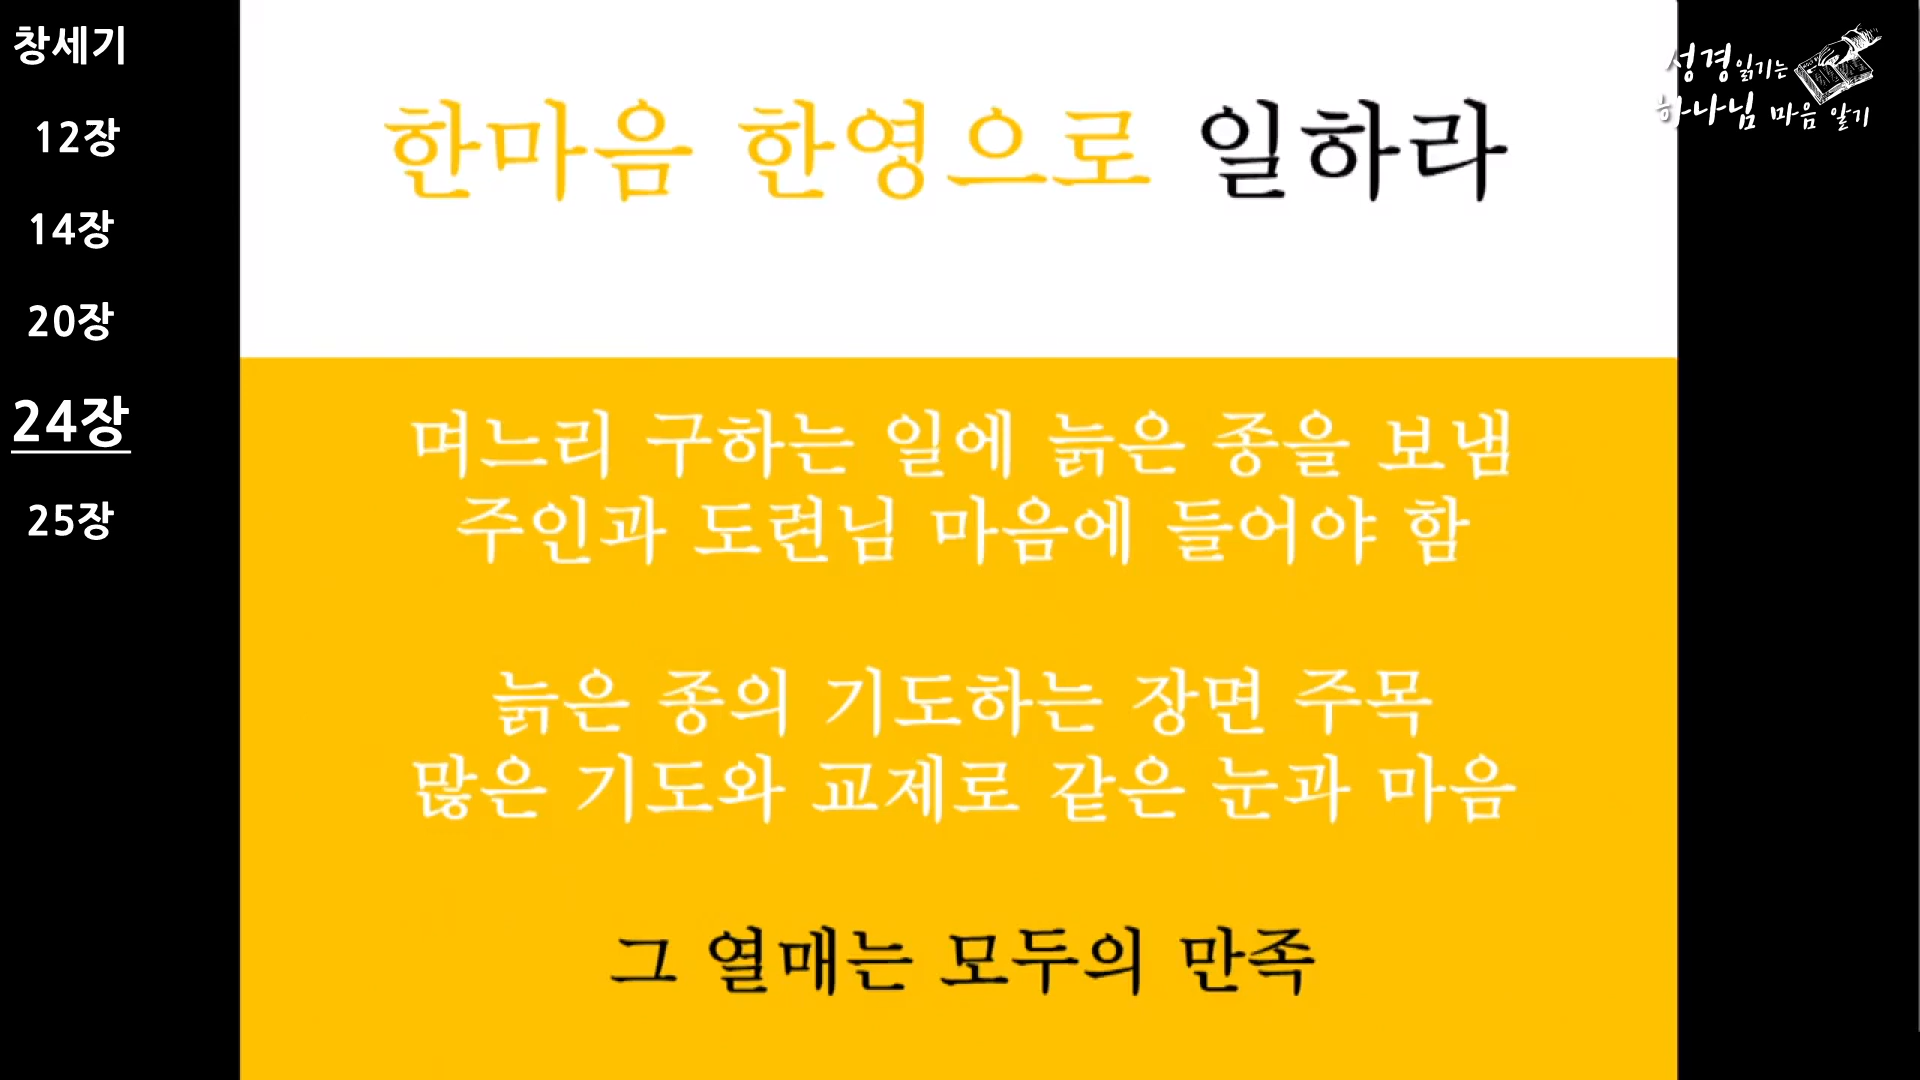 창세기
12장
14장
20장
24장
25장
한마음 한영으로 일하라
며느리 구하는 일에 늙은 종을 보냄
주인과 도련님 마음에 들어야 함
늙은 종의 기도하는 장면 주목
많은 기도와 교제로 같은 눈과 마음
그 열매는 모두의 만족
성경읽기는
하나님 마음 알기